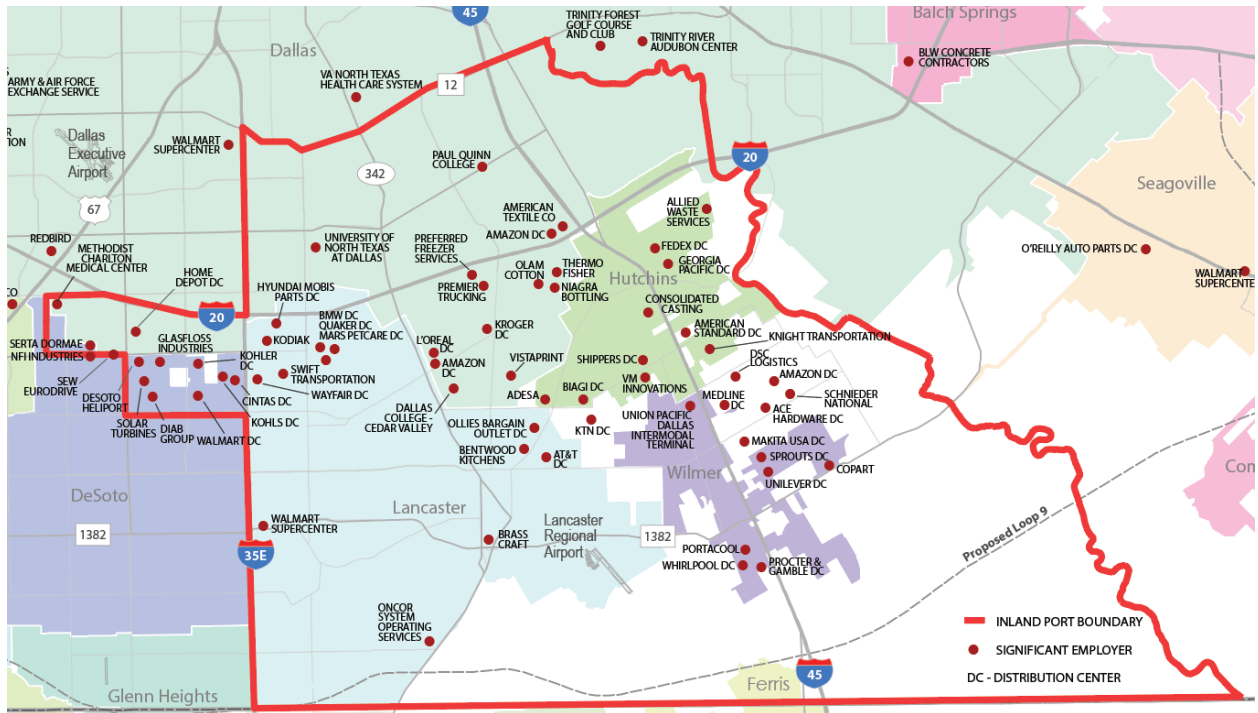 45
TRINITY FOREST
GOLF COURSE
AND CLUB
TRINITY RIVER
AUDUBON CENTER
Balch Springs
BLW CONCRETE
CONTRACTORS
Dallas
ARMY & AIR FORCE
EXCHANGE SERVICE
VA NORTH TEXAS
HEALTH CARE SYSTEM
12
WALMART
SUPERCENTER
Dallas
Executive
Airport
342
PAUL QUINN
COLLEGE
20
67
Seagoville
ALLIED
WASTE
SERVICES
AMERICAN
TEXTILE CO
AMAZON DC
REDBIRD
METHODIST
CHARLTON
MEDICAL CENTER
UNIVERSITY OF
NORTH TEXAS
AT DALLAS
PREFERRED
FREEZER
SERVICES
FEDEX DC
GEORGIA
PACIFIC DC
O'REILLY AUTO PARTS DC
WALMART
SUPERCENTE
HOME
DEPOT DC
OLAM
COTTON
THERMO
FISHER
NIAGRA
BOTTLING
Hutchins
PREMIER
TRUCKING
HYUNDAI MOBIS
PARTS DC
CO
20
CONSOLIDATED
CASTING
BMW DC
QUAKER DC
MARS PETCARE DC
KROGER
DC
AMERICAN
STANDARD DC
KNIGHT TRANSPORTATION
SERTA DORMAE
NFI INDUSTRIES
GLASFLOSS
INDUSTRIES
KODIAK
KOHLER
DC
L'OREAL
DC
AMAZON
DC
VISTAPRINT
SHIPPERS DC
DSC
LOGISTICS
AMAZON DC
SEW
EURODRIVE
DESOTO
HELIPORT
SWIFT
TRANSPORTATION
WAYFAIR DC
CINTAS DC
VM
INNOVATIONS
SCHNIEDER
NATIONAL
ADESA
BIAGI DC
MEDLINE
DC
ACE
HARDWARE DC
SOLAR
TURBINES
DIAB
GROUP
KOHLS DC
WALMART DC
DALLAS
COLLEGE -
CEDAR VALLEY
OLLIES BARGAIN
OUTLET DC
KTN DC
UNION PACIFIC
DALLAS
INTERMODAL
TERMINAL
MAKITA USA DC
BENTWOOD
KITCHENS
AT&T
DC
SPROUTS DC
COPART
UNILEVER DC
Wilmer
Com
DeSoto
Lancaster
1382
WALMART
SUPERCENTER
35E
BRASS
CRAFT
Lancaster
Regional
Airport
1382
Proposed Loop 9
PORTACOOL
WHIRLPOOL DC
PROCTER &
GAMBLE DC
ONCOR
SYSTEM
OPERATING
SERVICES
INLAND PORT BOUNDARY
SIGNIFICANT EMPLOYER
DC - DISTRIBUTION CENTER
45
Glenn Heights
Ferris